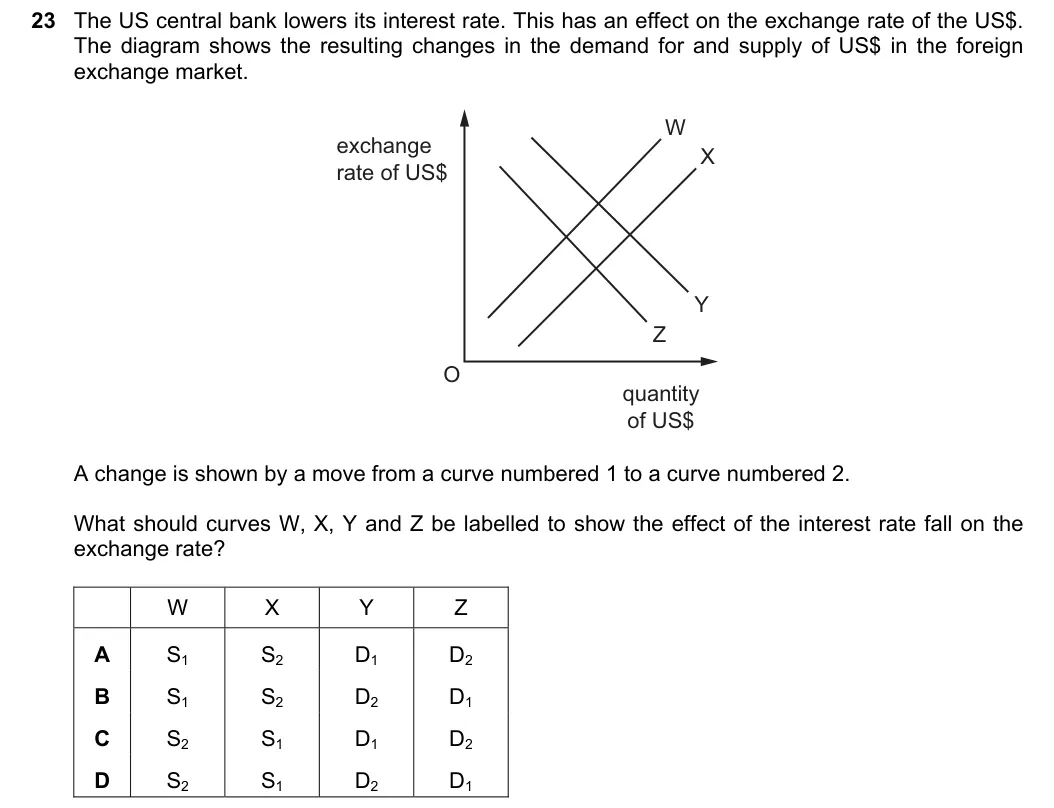 23 The US central bank lowers its interest rate. This has an effect on the exchange rate of the US$.
The diagram shows the resulting changes in the demand for and supply of US$ in the foreign
exchange market.
exchange
rate of US$
W
X
Y
Z
O
quantity
of US$
A change is shown by a move from a curve numbered 1 to a curve numbered 2.
What should curves W, X, Y and Z be labelled to show the effect of the interest rate fall on the
exchange rate?
W X Y Z
A S₁ S₂ D₁ D₂
B S₁ S₂ D₂ D₁
C S₂ S₁ D₁ D₂
D S₂ S₁ D₂ D₁